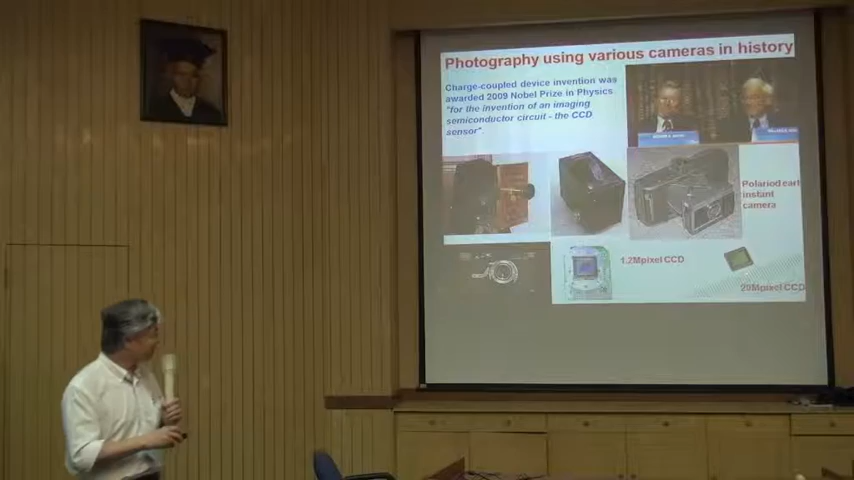 Photography using various cameras in history
Charge-coupled device invention was
awarded 2009 Nobel Prize in Physics
"for the invention of an imaging
semiconductor circuit - the CCD
sensor"
Polariod earl
instant
camera
1.2Mpixel CCD
20Mpixel CCD